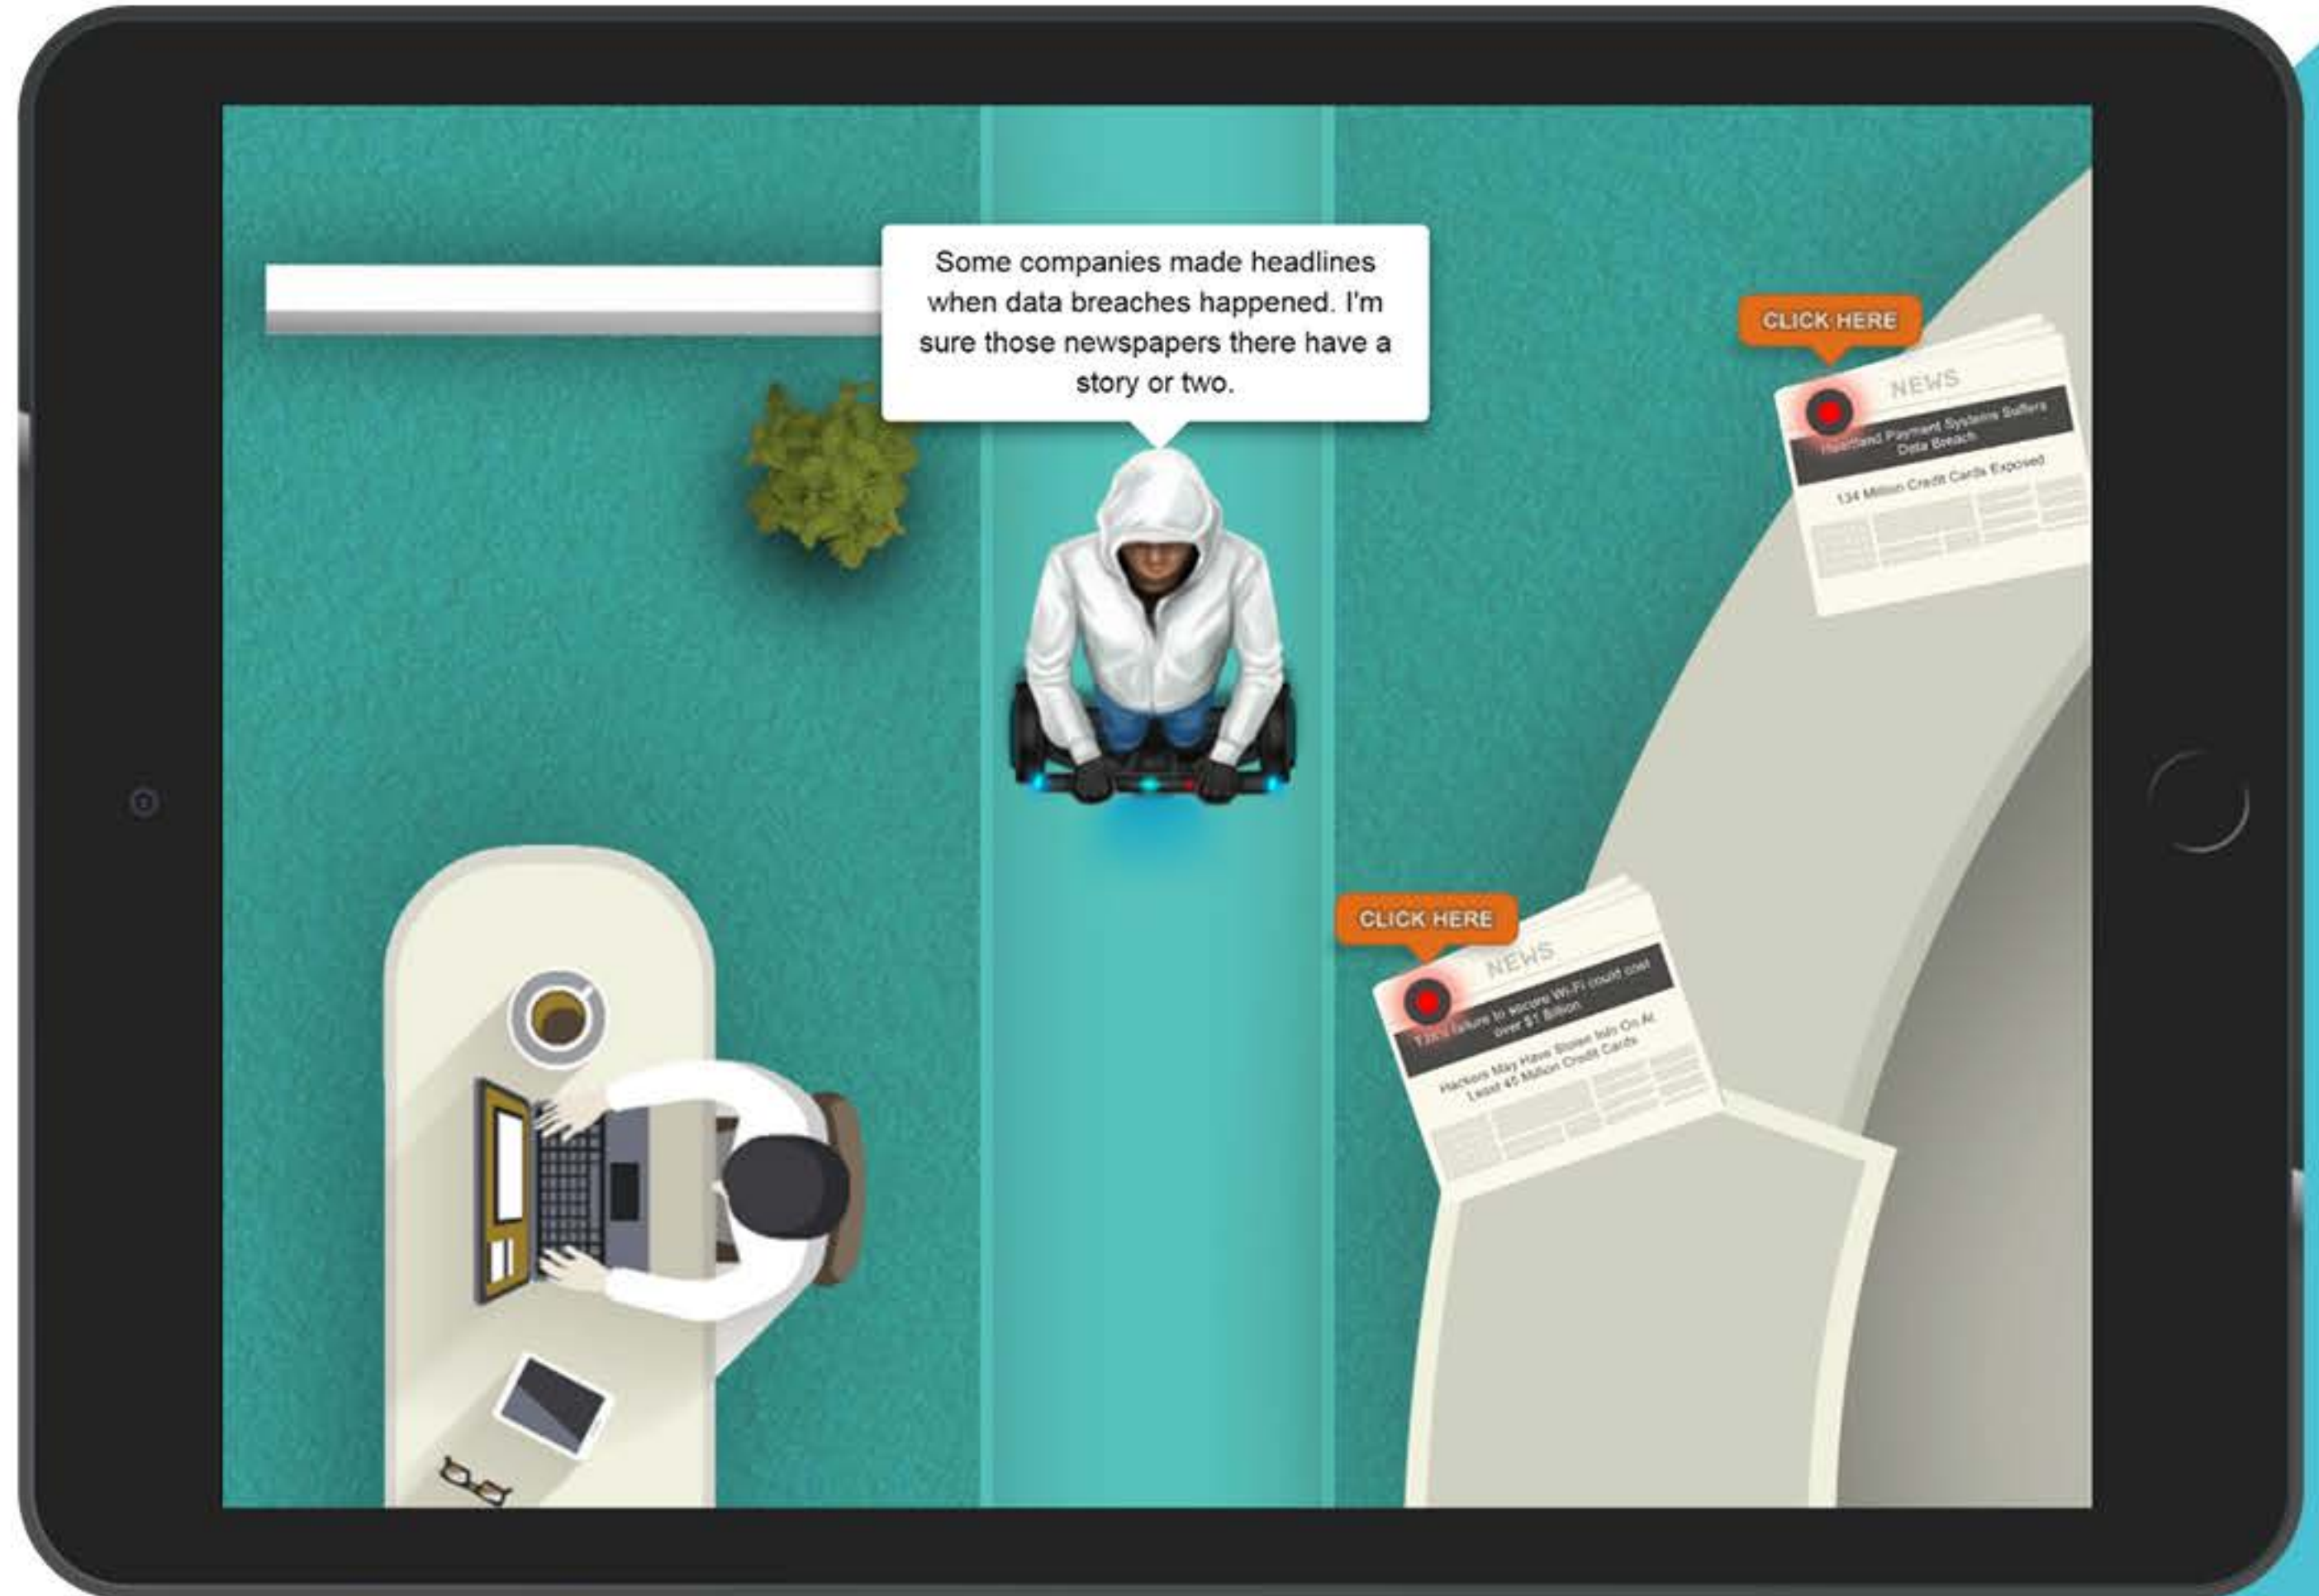 Some companies made headlines
when data breaches happened. I'm
sure those newspapers there have a
story or two.
CLICK HERE
NEWS
Heartland Payment Systems Suffers
Data Breach
134 Million Credit Cards Exposed
CLICK HERE
NEWS
TJX's failure to secure Wi-Fi could cost
over $1 Billion
Hackers May Have Stolen Info On At
Least 45 Million Credit Cards